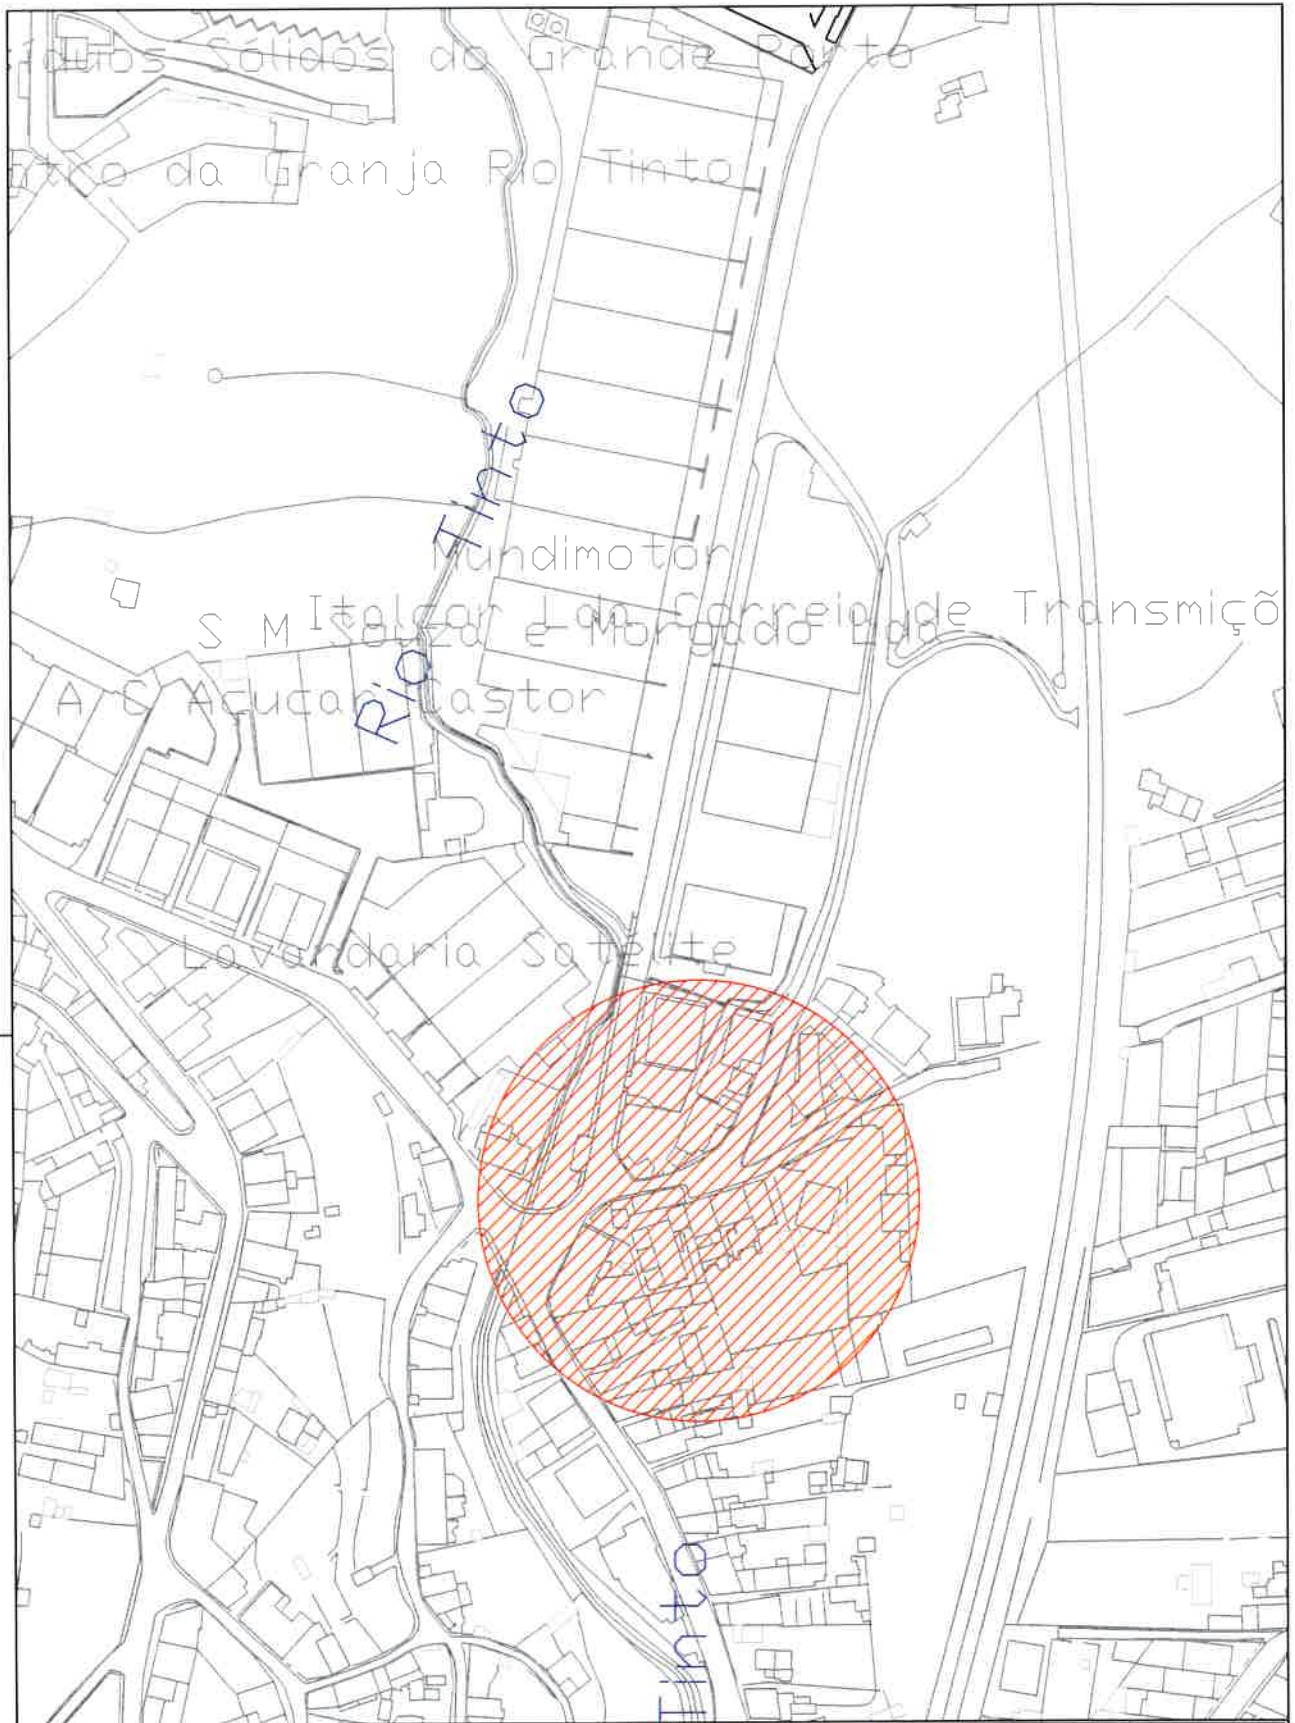 Sólidos do Grande Porto
da Granja Rio Tinto
Rio Tinto
Mundimotor
Italcar Lda Correia de Transmiçõ
S M Souza e Morgado Lda
A C Açucar Castor
Lavandaria Satelite
Tinto